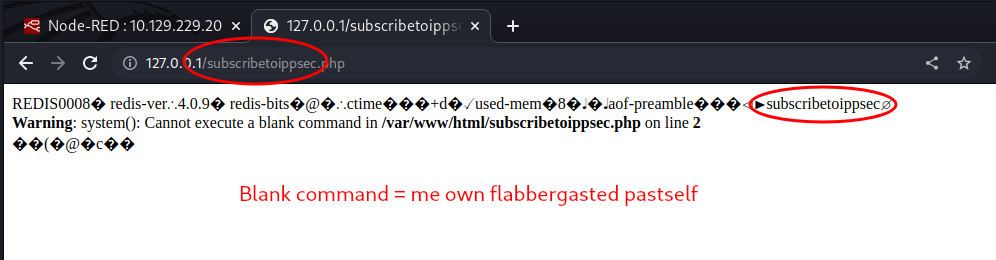 Node-RED : 10.129.229.20
127.0.0.1/subscribetoipps
127.0.0.1/subscribetoippsec.php
REDIS0008� redis-ver∴4.0.9� redis-bits�@�∴ctime���+d�✓used-mem�8�♩�♩aof-preamble���◅►subscribetoippsec∅
Warning: system(): Cannot execute a blank command in /var/www/html/subscribetoippsec.php on line 2
��(�@�c��
Blank command = me own flabbergasted pastself